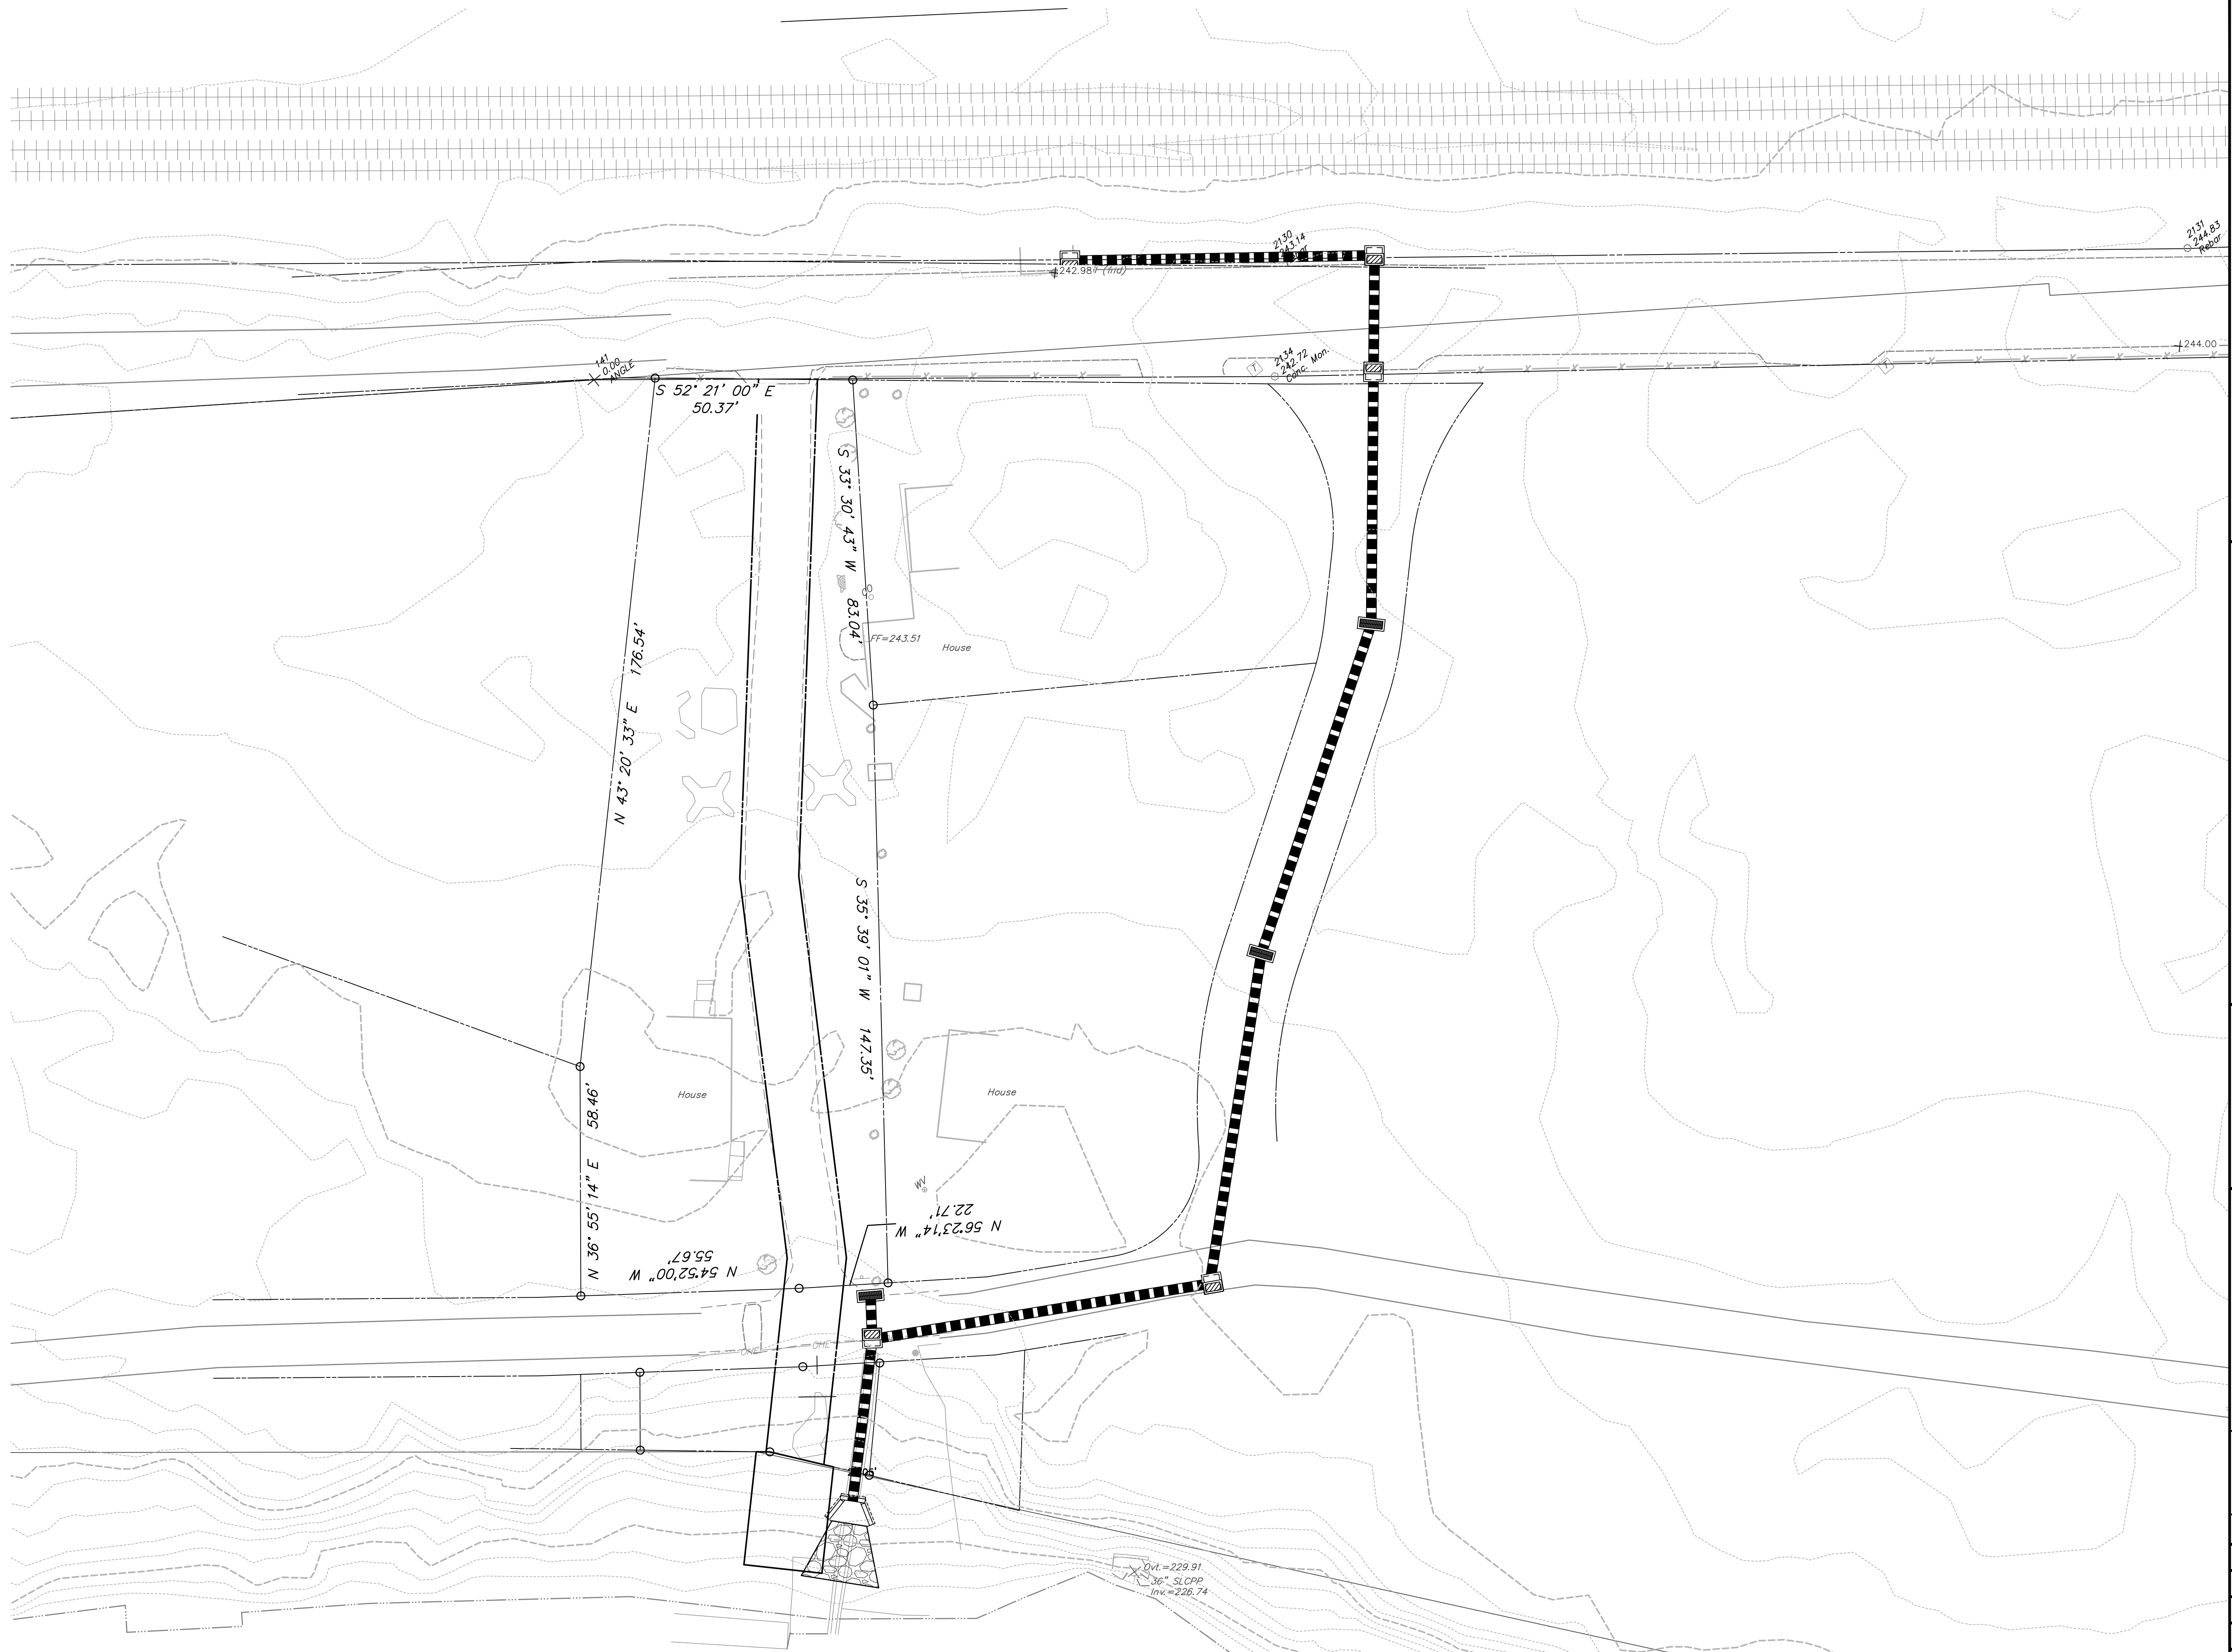 2130
243.14
242.98
(fnd)
2131
244.83
Rebar
141
0.00
ANGLE
2134
242.72
Conc. Mon.
T
T
244.00
S 52° 21' 00" E
50.37'
S 33° 30' 43" W 83.04'
N 43° 20' 33" E 176.54'
FF=243.51
House
S 35° 39' 01" W 147.35'
House
House
N 36° 55' 14" E 58.46'
WV
N 56°23'14" W
22.71'
N 54°52'00" W
55.67'
OHE
OHE
Ovt.=229.91
36" SLCPP
Inv.=226.74